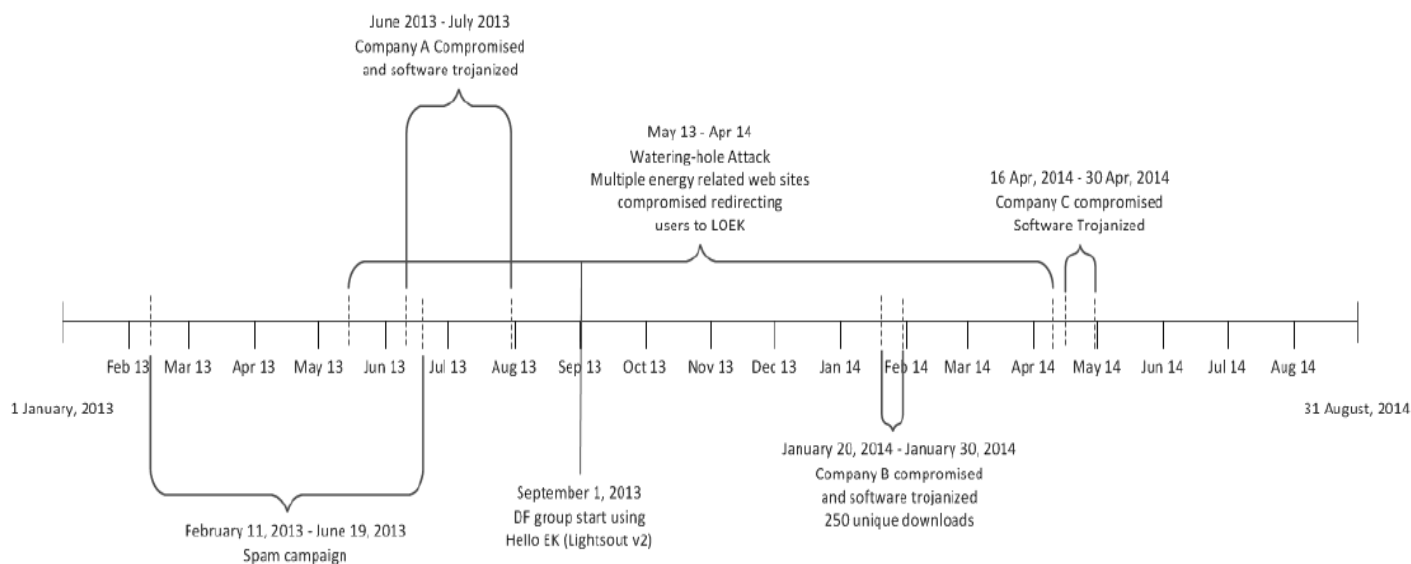 June 2013 - July 2013
Company A Compromised
and software trojanized
May 13 - Apr 14
Watering-hole Attack
Multiple energy related web sites
compromised redirecting
users to LOEK
16 Apr, 2014 - 30 Apr, 2014
Company C compromised
Software Trojanized
Feb 13 Mar 13 Apr 13 May 13 Jun 13 Jul 13 Aug 13 Sep 13 Oct 13 Nov 13 Dec 13 Jan 14 Feb 14 Mar 14 Apr 14 May 14 Jun 14 Jul 14 Aug 14
1 January, 2013
31 August, 2014
February 11, 2013 - June 19, 2013
Spam campaign
September 1, 2013
DF group start using
Hello EK (Lightsout v2)
January 20, 2014 - January 30, 2014
Company B compromised
and software trojanized
250 unique downloads